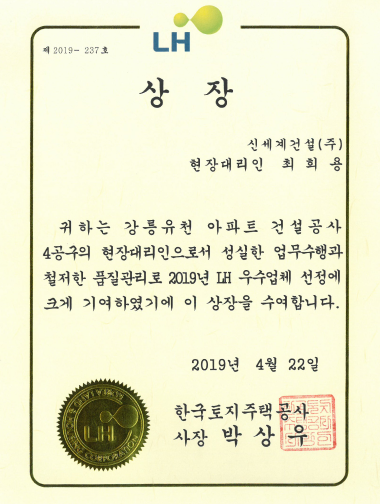 LH
제 2019- 237 호
상 장
신세계건설(주)
현장대리인 최 희 용
귀하는 강릉유천 아파트 건설공사
4공구의 현장대리인으로서 성실한 업무수행과
철저한 품질관리로 2019년 LH 우수업체 선정에
크게 기여하였기에 이 상장을 수여합니다.
2019년 4월 22일
한국토지주택공사
사장 박 상 우
LH